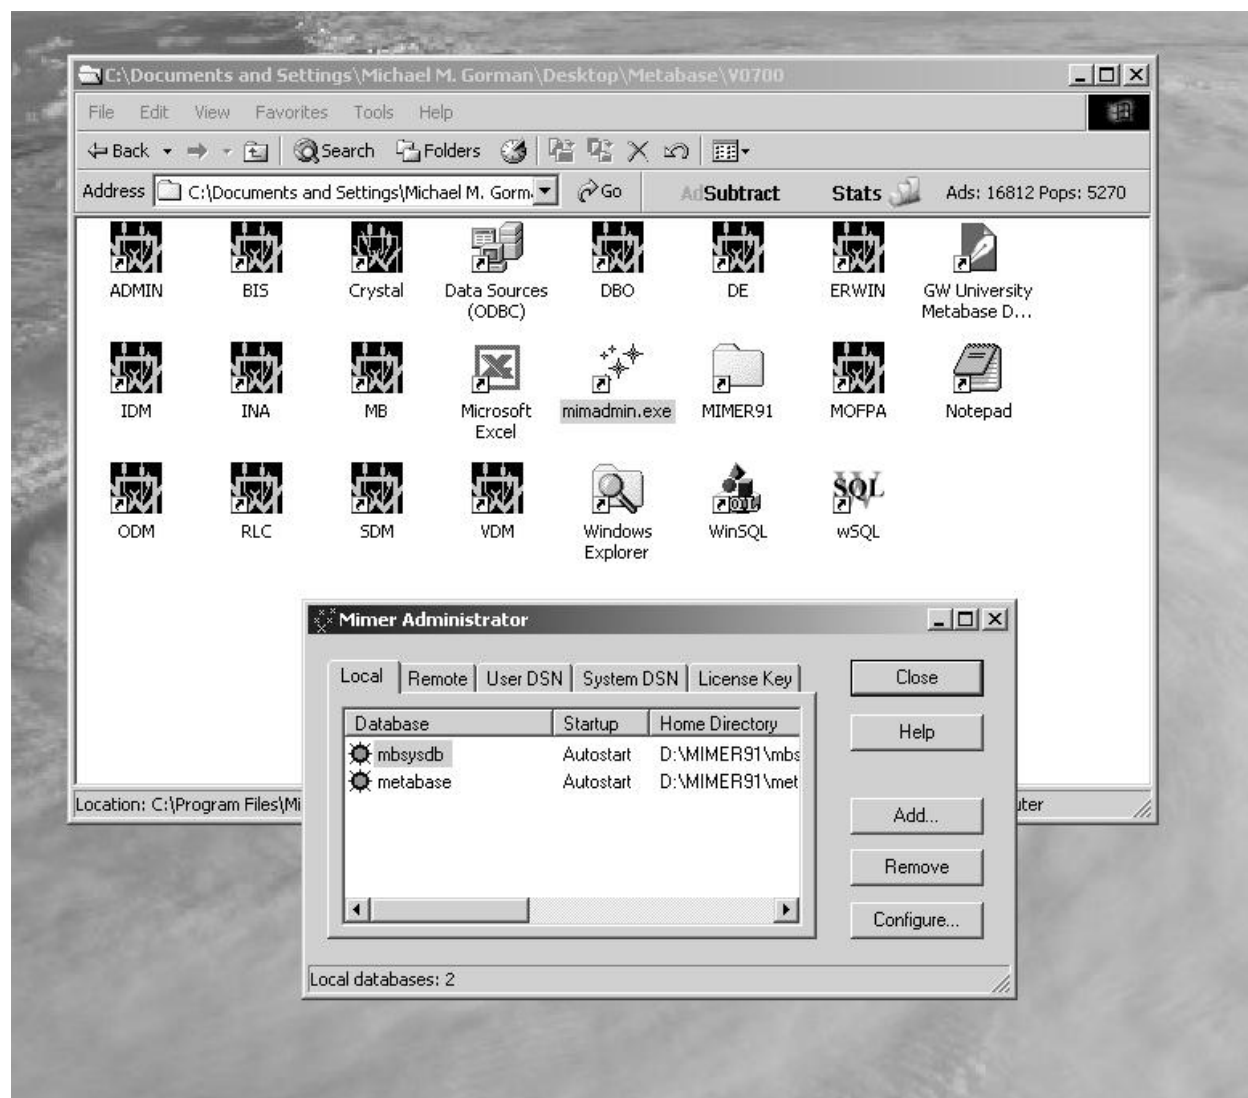 C:\Documents and Settings\Michael M. Gorman\Desktop\Metabase\V0700
File Edit View Favorites Tools Help
Back Search Folders
Address C:\Documents and Settings\Michael M. Gorm Go AdSubtract Stats Ads: 16812 Pops: 5270
ADMIN BIS Crystal Data Sources DBO DE ERWIN GW University
(ODBC) Metabase D...
IDM INA MB Microsoft mimadmin.exe MIMER91 MOFPA Notepad
Excel
SQL
ODM RLC SDM VDM Windows WinSQL wSQL
Explorer
Mimer Administrator
Local Remote User DSN System DSN License Key Close
Database Startup Home Directory Help
mbsysdb Autostart D:\MIMER91\mbs
metabase Autostart D:\MIMER91\met
Location: C:\Program Files\Mi
Add...
Remove
Configure...
Local databases: 2